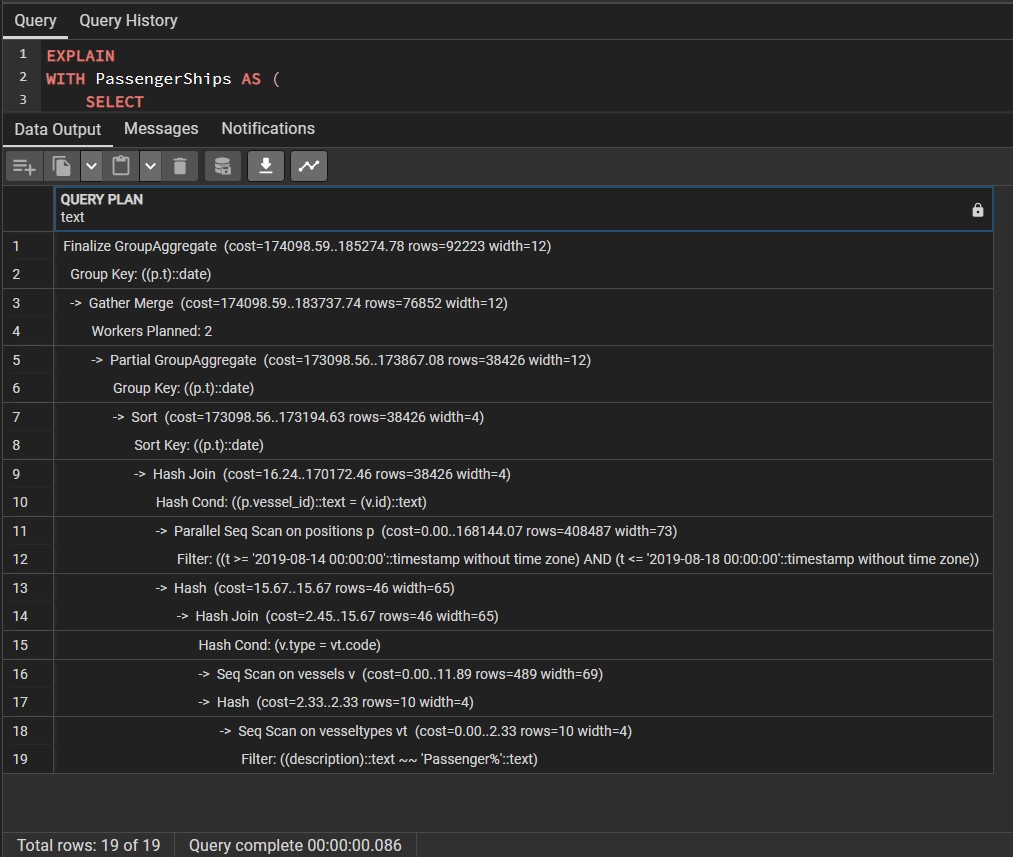 Query Query History
1 EXPLAIN
2 WITH PassengerShips AS (
3 SELECT
Data Output Messages Notifications
QUERY PLAN
text
1 Finalize GroupAggregate (cost=174098.59..185274.78 rows=92223 width=12)
2 Group Key: ((p.t)::date)
3 -> Gather Merge (cost=174098.59..183737.74 rows=76852 width=12)
4 Workers Planned: 2
5 -> Partial GroupAggregate (cost=173098.56..173867.08 rows=38426 width=12)
6 Group Key: ((p.t)::date)
7 -> Sort (cost=173098.56..173194.63 rows=38426 width=4)
8 Sort Key: ((p.t)::date)
9 -> Hash Join (cost=16.24..170172.46 rows=38426 width=4)
10 Hash Cond: ((p.vessel_id)::text = (v.id)::text)
11 -> Parallel Seq Scan on positions p (cost=0.00..168144.07 rows=408487 width=73)
12 Filter: ((t >= '2019-08-14 00:00:00'::timestamp without time zone) AND (t <= '2019-08-18 00:00:00'::timestamp without time zone))
13 -> Hash (cost=15.67..15.67 rows=46 width=65)
14 -> Hash Join (cost=2.45..15.67 rows=46 width=65)
15 Hash Cond: (v.type = vt.code)
16 -> Seq Scan on vessels v (cost=0.00..11.89 rows=489 width=69)
17 -> Hash (cost=2.33..2.33 rows=10 width=4)
18 -> Seq Scan on vesseltypes vt (cost=0.00..2.33 rows=10 width=4)
19 Filter: ((description)::text ~~ 'Passenger%'::text)
Total rows: 19 of 19 Query complete 00:00:00.086